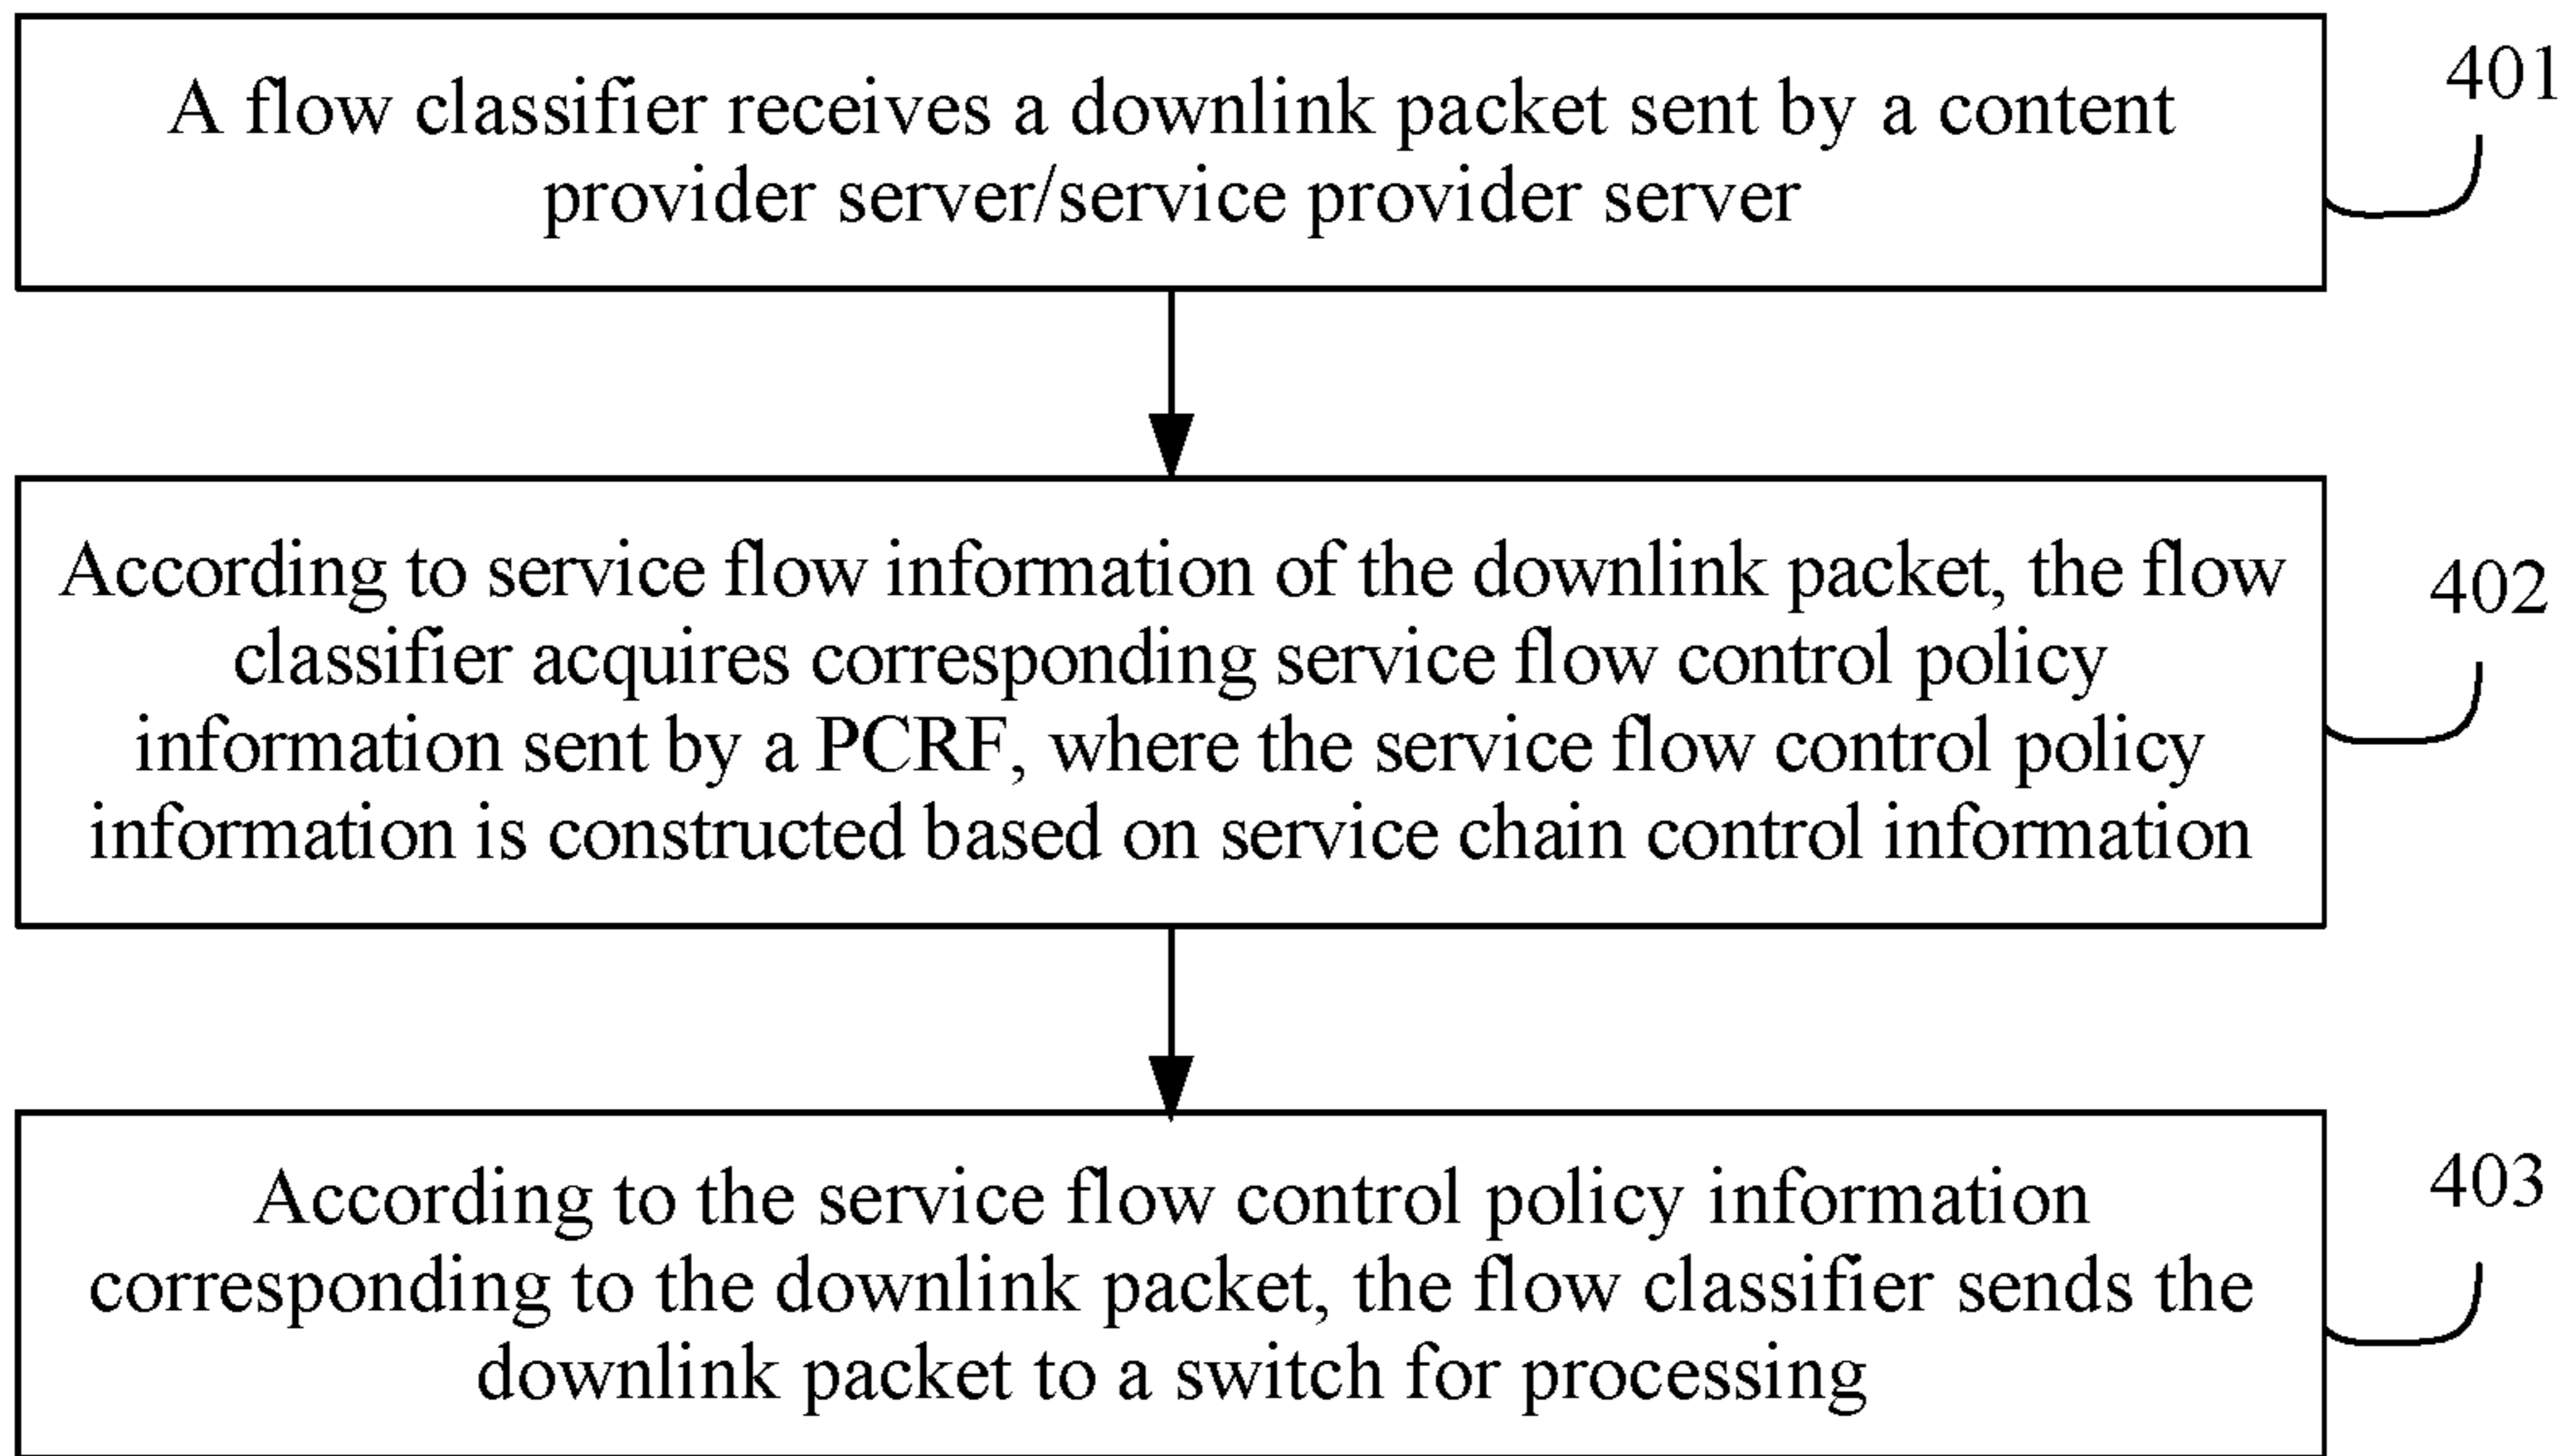 A flow classifier receives a downlink packet sent by a content
provider server/service provider server
401
According to service flow information of the downlink packet, the flow
classifier acquires corresponding service flow control policy
information sent by a PCRF, where the service flow control policy
information is constructed based on service chain control information
402
According to the service flow control policy information
corresponding to the downlink packet, the flow classifier sends the
downlink packet to a switch for processing
403